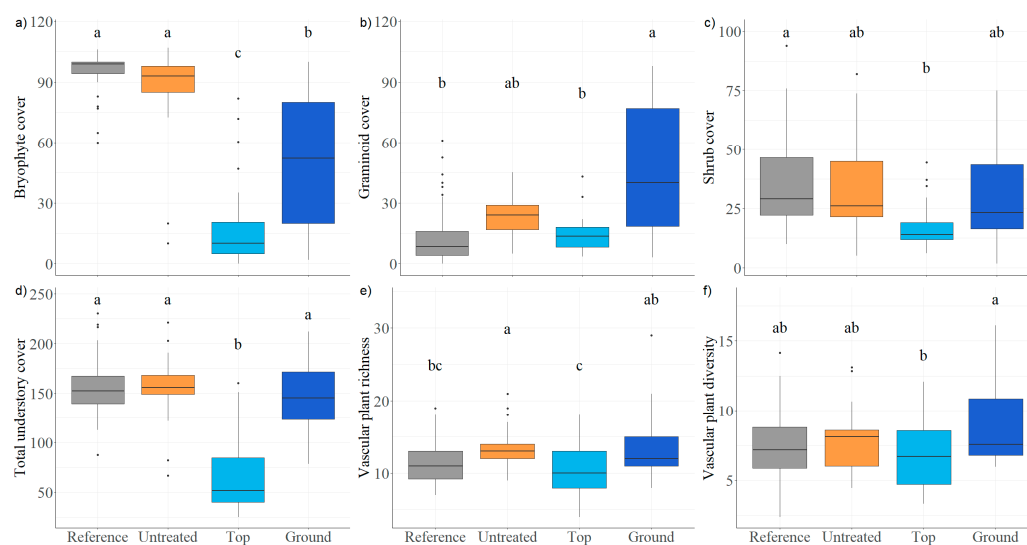 a) 120 a a b
90 c
60
30
0
Bryophyte cover
b) 120 a
90 b ab b
60
30
0
Graminoid cover
c) 100 a ab ab
75 b
50
25
0
Shrub cover
d) 250 a a a
200 b
150
100
50
Total understory cover
Reference Untreated Top Ground
e) ab
30 a
bc c
20
10
Vascular plant richness
Reference Untreated Top Ground
f) a
15 ab ab b
10
5
Vascular plant diversity
Reference Untreated Top Ground